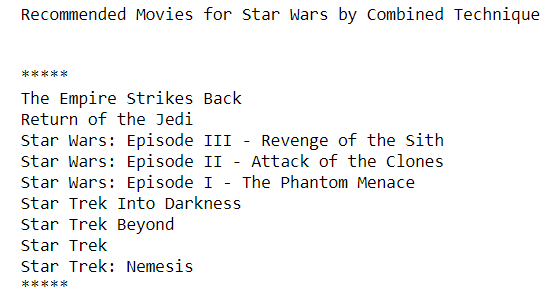 Recommended Movies for Star Wars by Combined Technique
*****
The Empire Strikes Back
Return of the Jedi
Star Wars: Episode III - Revenge of the Sith
Star Wars: Episode II - Attack of the Clones
Star Wars: Episode I - The Phantom Menace
Star Trek Into Darkness
Star Trek Beyond
Star Trek
Star Trek: Nemesis
*****